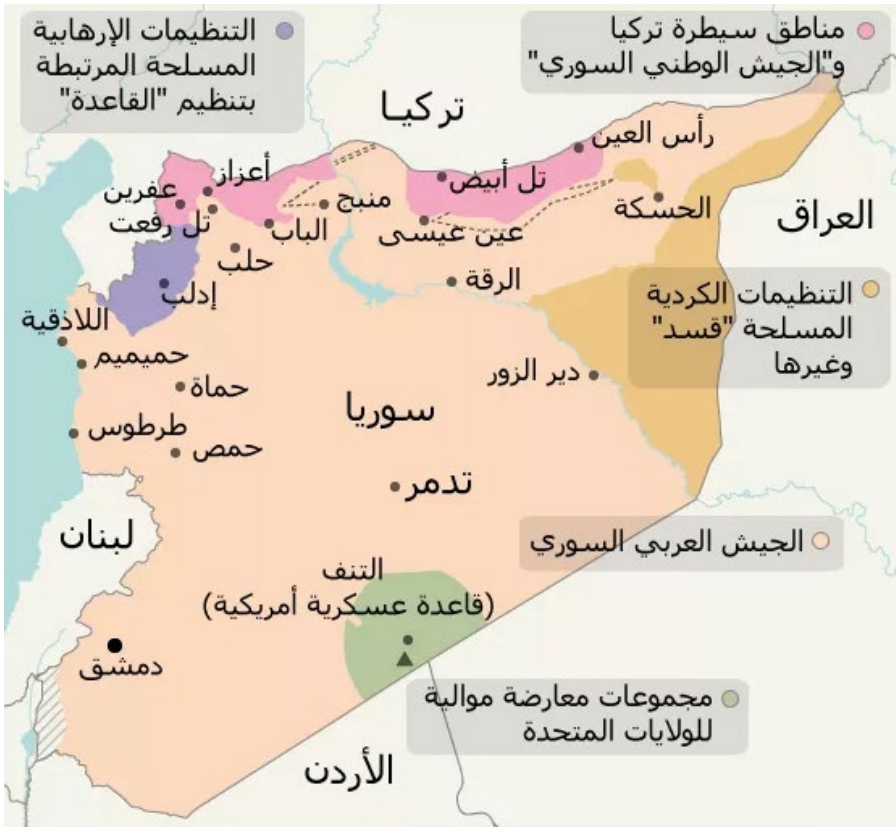 التنظيمات الإرهابية
المسلحة المرتبطة
بتنظيم "القاعدة"
مناطق سيطرة تركيا
و"الجيش الوطني السوري"
تركيا
رأس العين
أعزاز
عفرين
تل أبيض
منبج
الحسكة
تل رفعت
الباب
عين عيسى
العراق
حلب
الرقة
إدلب
التنظيمات الكردية
المسلحة "قسد"
وغيرها
اللاذقية
حميميم
حماة
دير الزور
سوريا
طرطوس
حمص
تدمر
لبنان
الجيش العربي السوري
التنف
(قاعدة عسكرية أمريكية)
دمشق
مجموعات معارضة موالية
للولايات المتحدة
الأردن